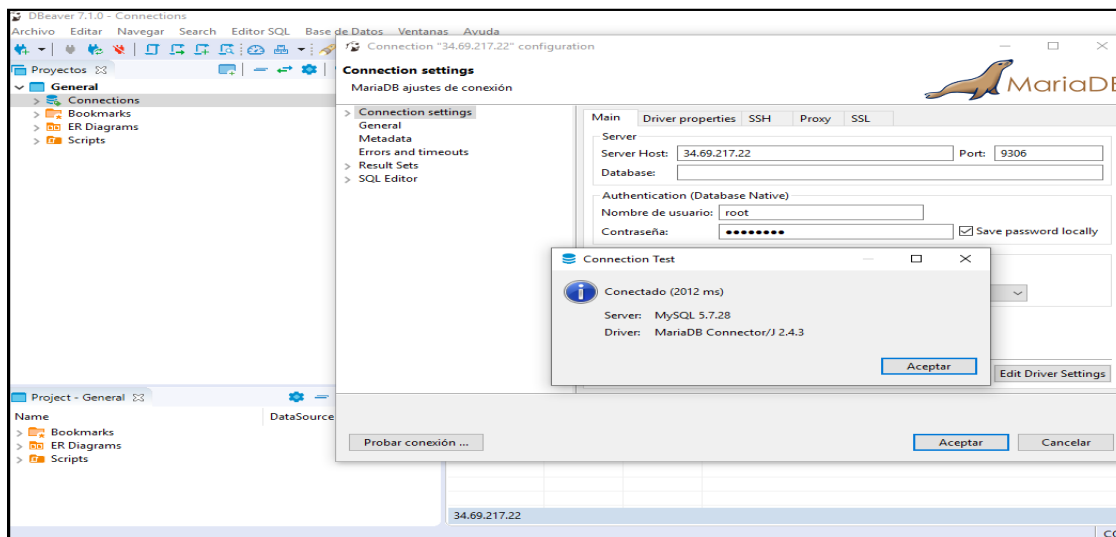 DBeaver 7.1.0 - Connections
Archivo Editar Navegar Search Editor SQL Base de Datos Ventanas Ayuda
Proyectos
General
Connections
Bookmarks
ER Diagrams
Scripts
Connection "34.69.217.22" configuration
Connection settings
MariaDB ajustes de conexión
MariaDB
Connection settings
General
Metadata
Errors and timeouts
Result Sets
SQL Editor
Main Driver properties SSH Proxy SSL
Server
Server Host: 34.69.217.22 Port: 9306
Database:
Authentication (Database Native)
Nombre de usuario: root
Contraseña: •••••••• Save password locally
Connection Test
Conectado (2012 ms)
Server: MySQL 5.7.28
Driver: MariaDB Connector/J 2.4.3
Aceptar
Edit Driver Settings
Probar conexión ... Aceptar Cancelar
Project - General
Name DataSource
Bookmarks
ER Diagrams
Scripts
34.69.217.22